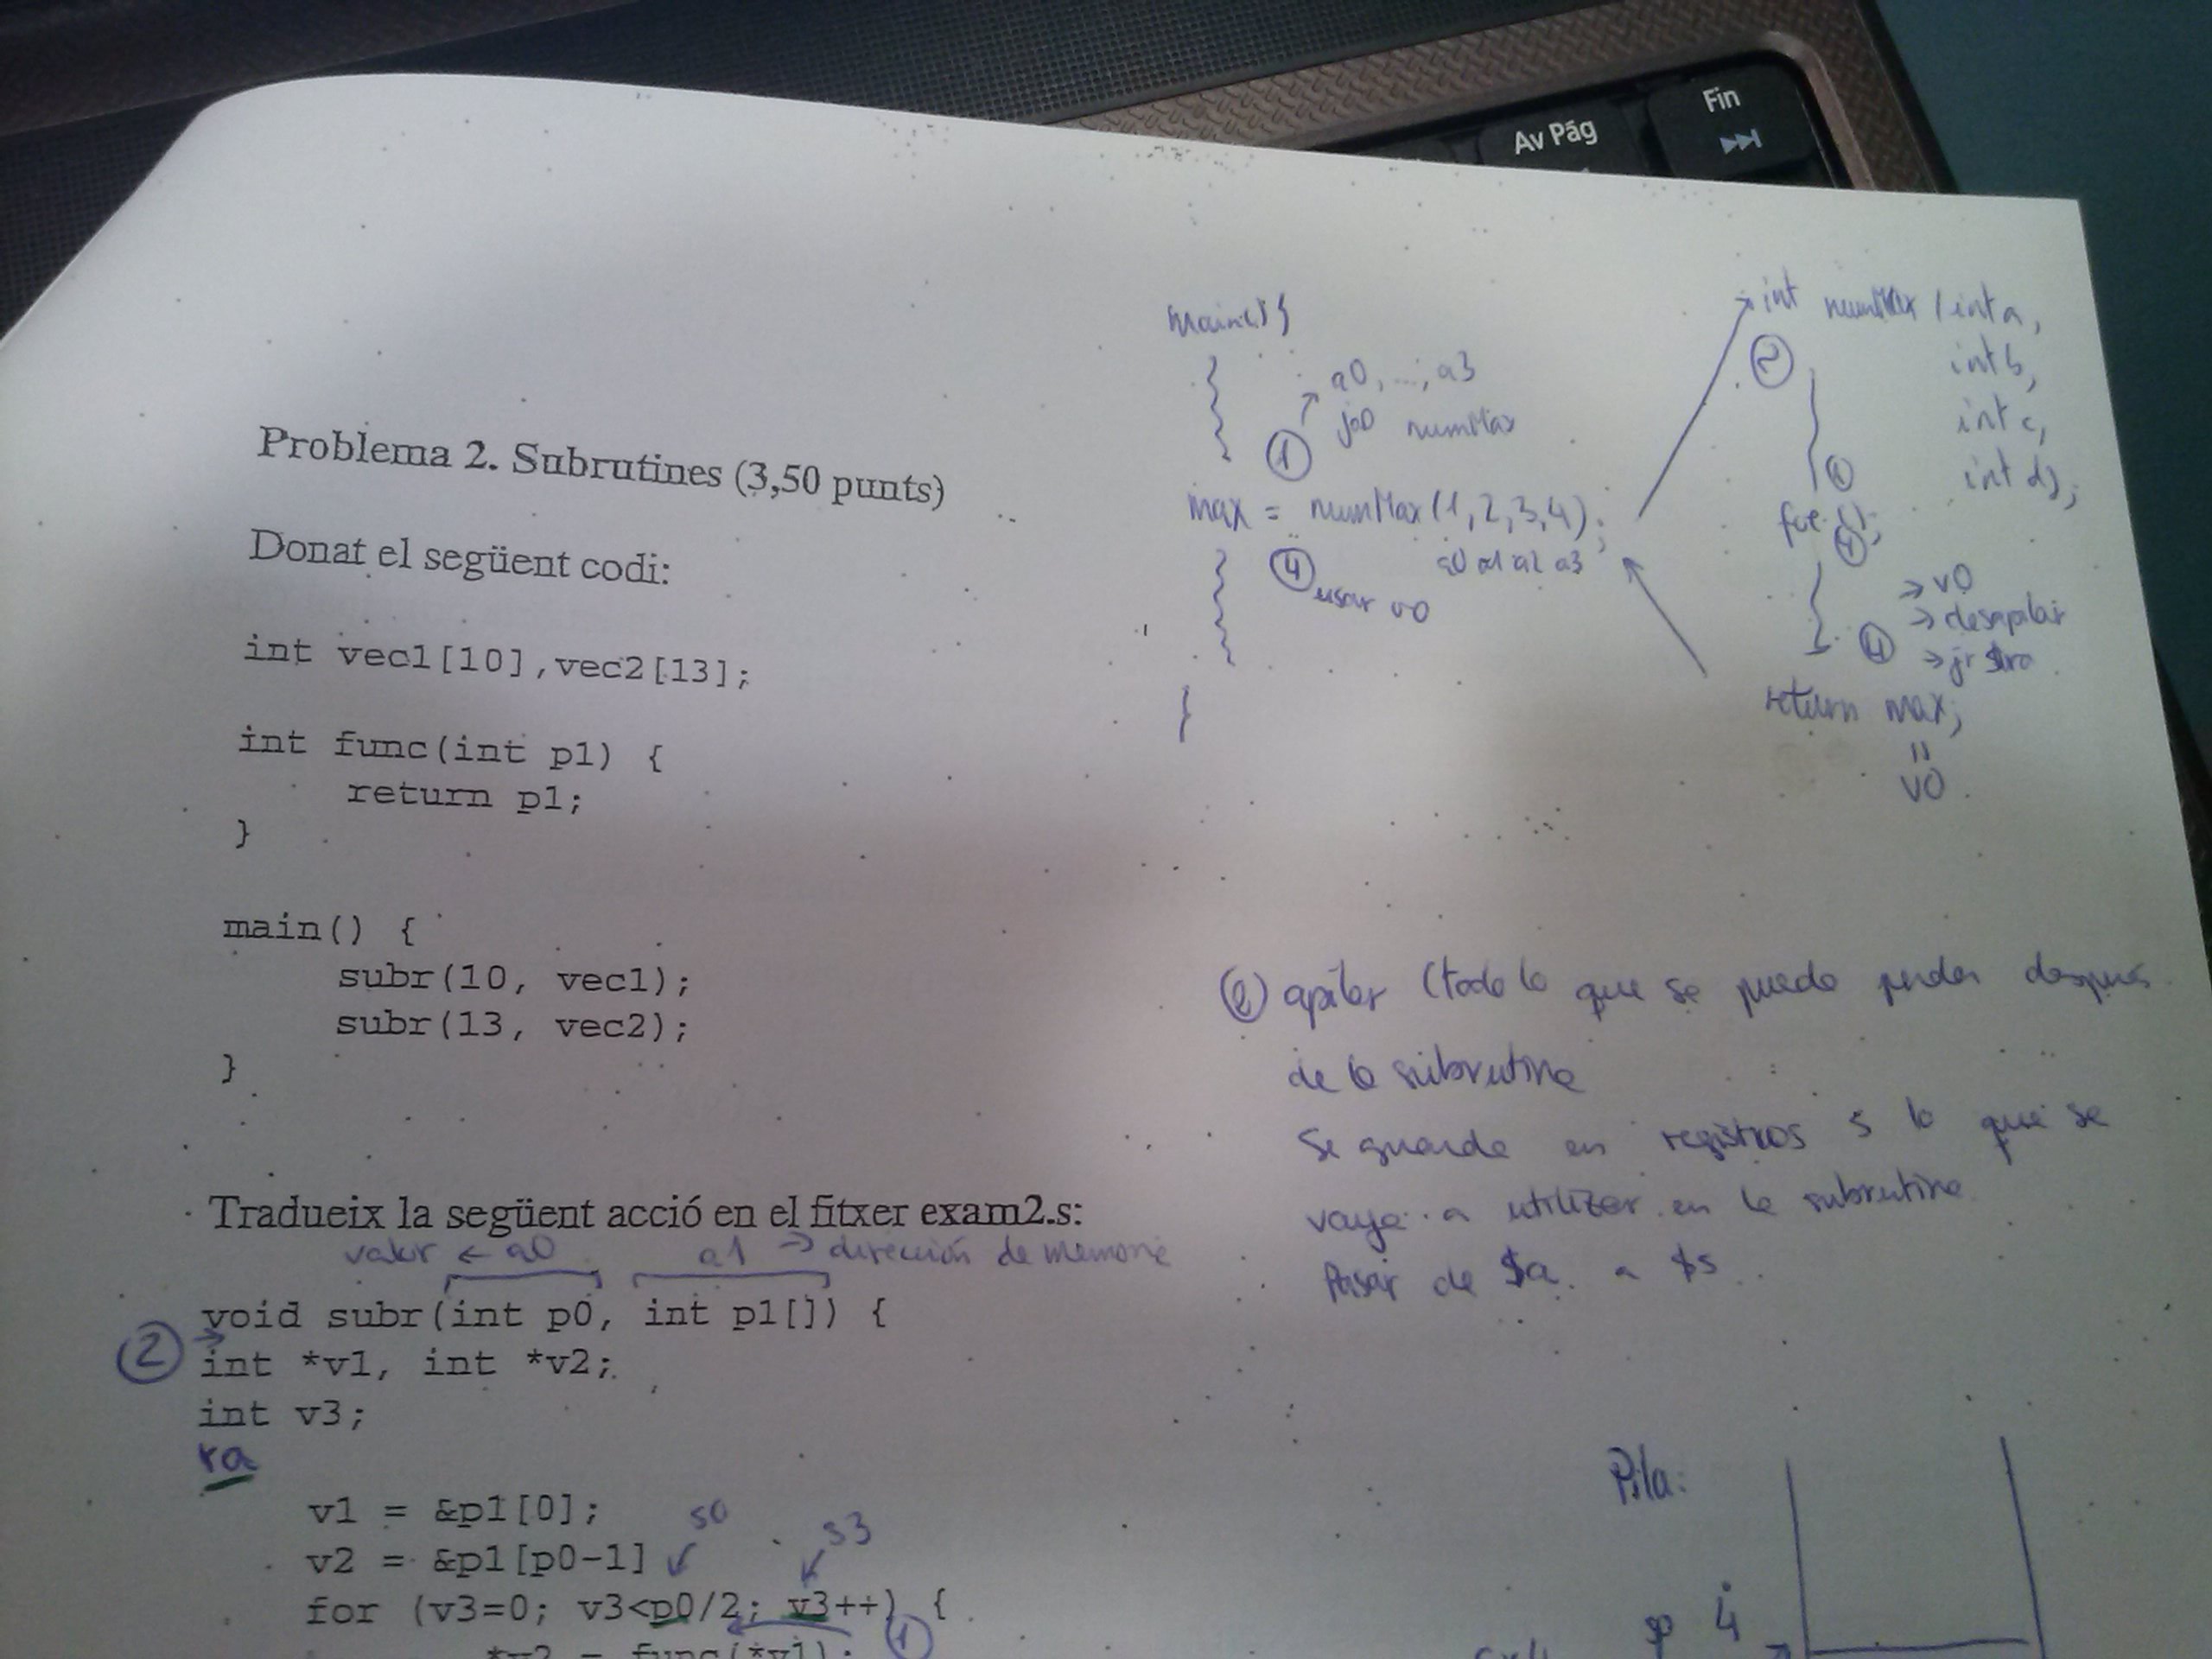 Fin
Av Pág
Problema 2. Subrutines (3,50 punts)
Donat el següent codi:
int vec1[10],vec2[13];
int func(int p1) {
return p1;
}
main() {
subr(10, vec1);
subr(13, vec2);
}
Tradueix la següent acció en el fitxer exam2.s:
valor ← a0 a1 → dirección de memoria
void subr(int p0, int p1[]) {
② int *v1, int *v2;
int v3;
ra
v1 = &p1[0];
s0
s3
v2 = &p1[p0-1]
for (v3=0; v3<p0/2; v3++) {
①
*v2 = func(*v1);
main(){
a0, ..., a3
① numMax
max = numMax(1,2,3,4);
a0 a1 a2 a3
④ usar v0
}
int numMax (int a,
② int b,
int c,
int d);
→ v0
→ desapilar
④ → jr $ra
return max;
v0
② apilar (todo lo que se puede perder después
de la subrutina
Se guarda en registros s lo que se
vaya a utilizar en la subrutina
Pasar de $a a $s
Pila:
sp